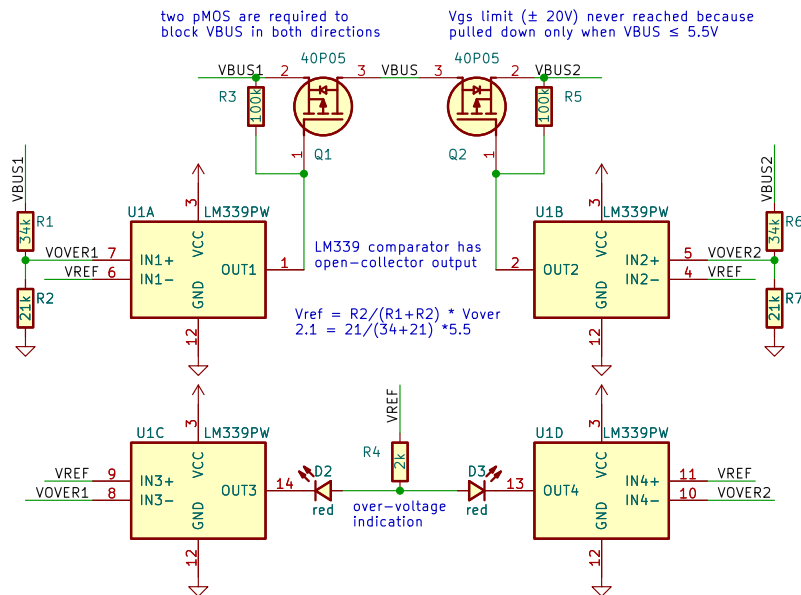 two pMOS are required to
block VBUS in both directions
Vgs limit (± 20V) never reached because
pulled down only when VBUS ≤ 5.5V
40P05
40P05
VBUS1 2 3 VBUS 3 2 VBUS2
R3 100k
R5 100k
1 Q1
Q2 1
VBUS1
VBUS2
U1A LM339PW
3 VCC
R1 34k
VOVER1 7 IN1+
VREF 6 IN1-
OUT1 1
GND
12
R2 21k
LM339 comparator has
open-collector output
U1B LM339PW
3 VCC
2 OUT2
IN2+ 5 VOVER2
IN2- 4 VREF
GND
12
R6 34k
R7 21k
Vref = R2/(R1+R2) * Vover
2.1 = 21/(34+21) *5.5
U1C LM339PW
3 VCC
VREF 9 IN3+
VOVER1 8 IN3-
OUT3 14
GND
12
D2
red
VREF
R4 2k
over-voltage
indication
D3
red
U1D LM339PW
3 VCC
13 OUT4
IN4+ 11 VREF
IN4- 10 VOVER2
GND
12